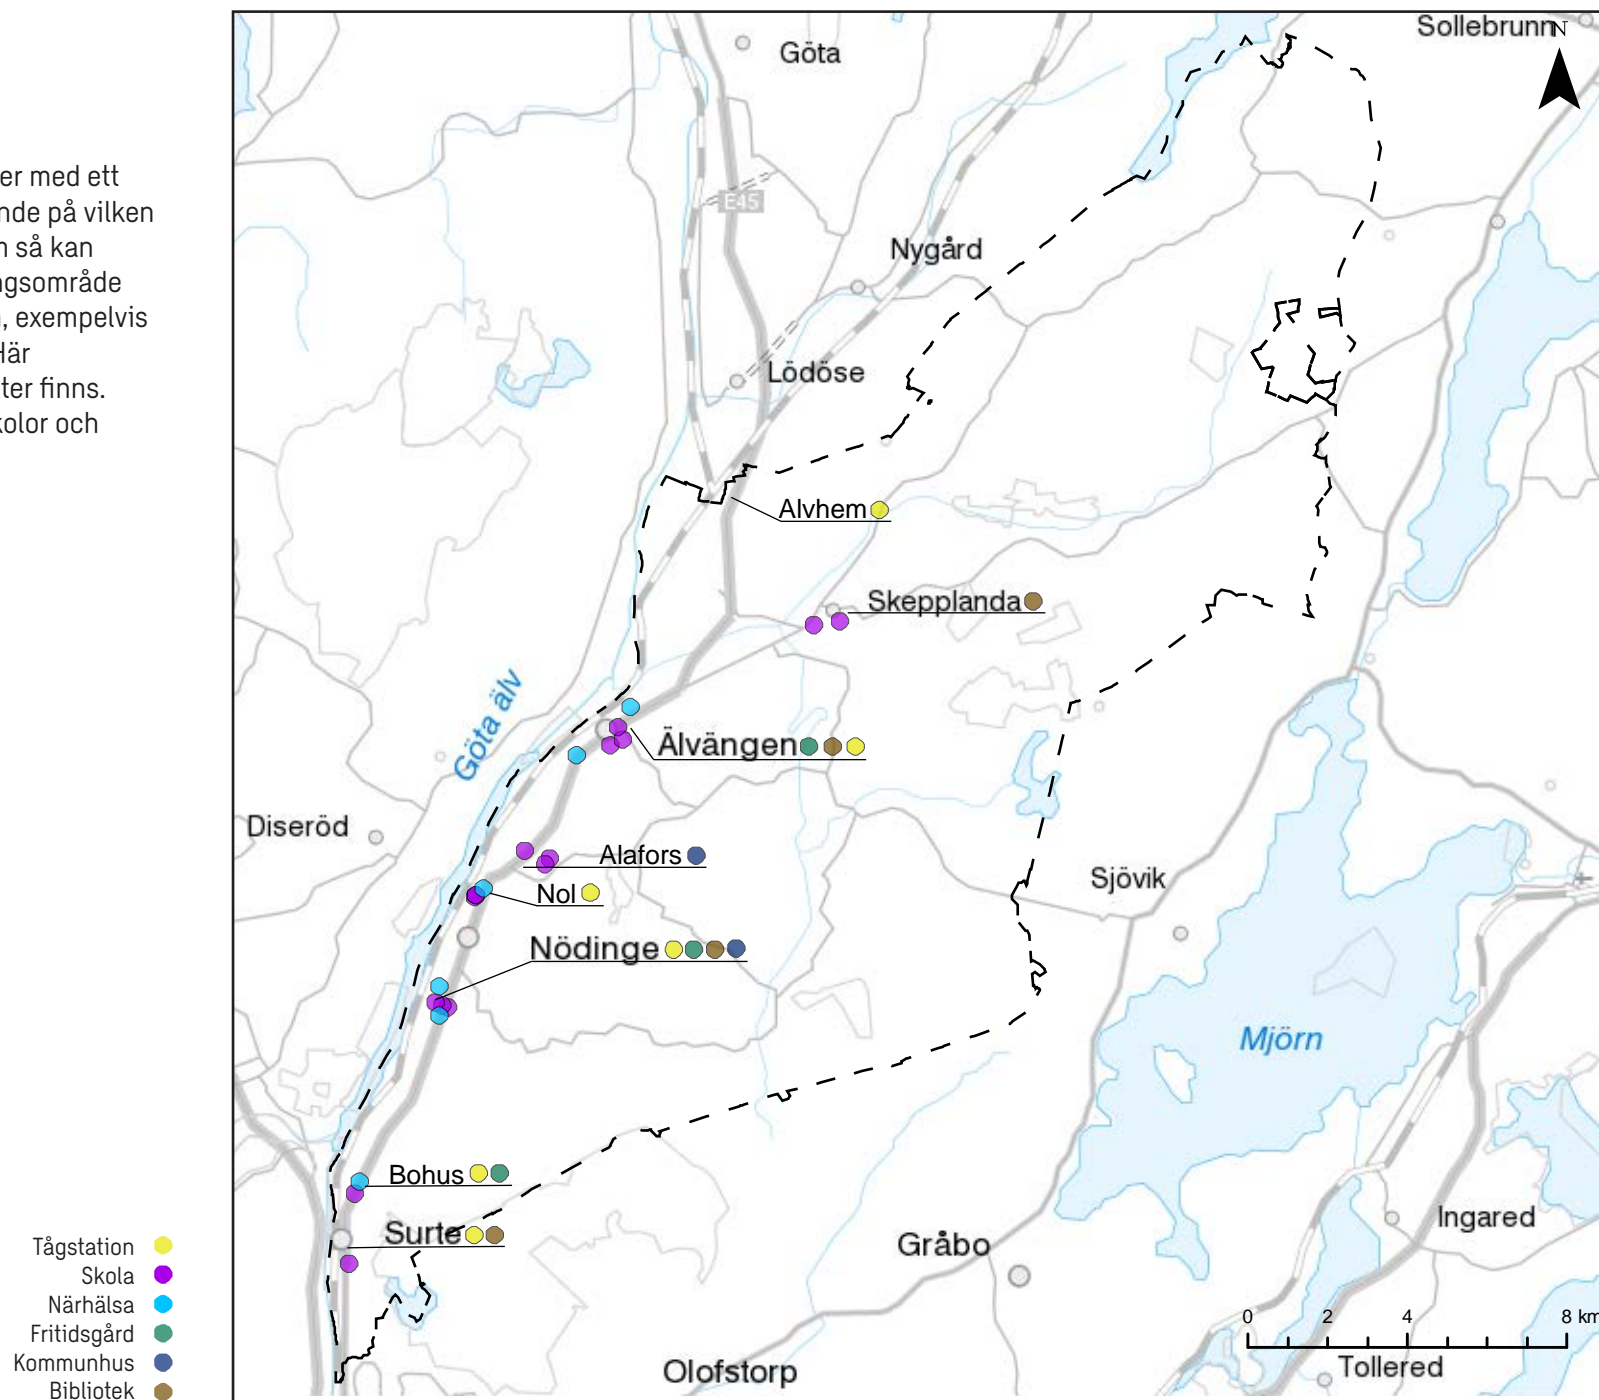 er med ett
nde på vilken
så kan
ngsområde
, exempelvis
Här
ter finns.
kolor och
Sollebrunn
N
Göta
E45
Nygård
Lödöse
Alvhem
Skepplanda
Göta älv
Älvängen
Diseröd
Alafors
Sjövik
Nol
Nödinge
Mjörn
Bohus
Surte
Gråbo
Ingared
Olofstorp
Tollered
0 2 4 8 km
Tågstation
Skola
Närhälsa
Fritidsgård
Kommunhus
Bibliotek